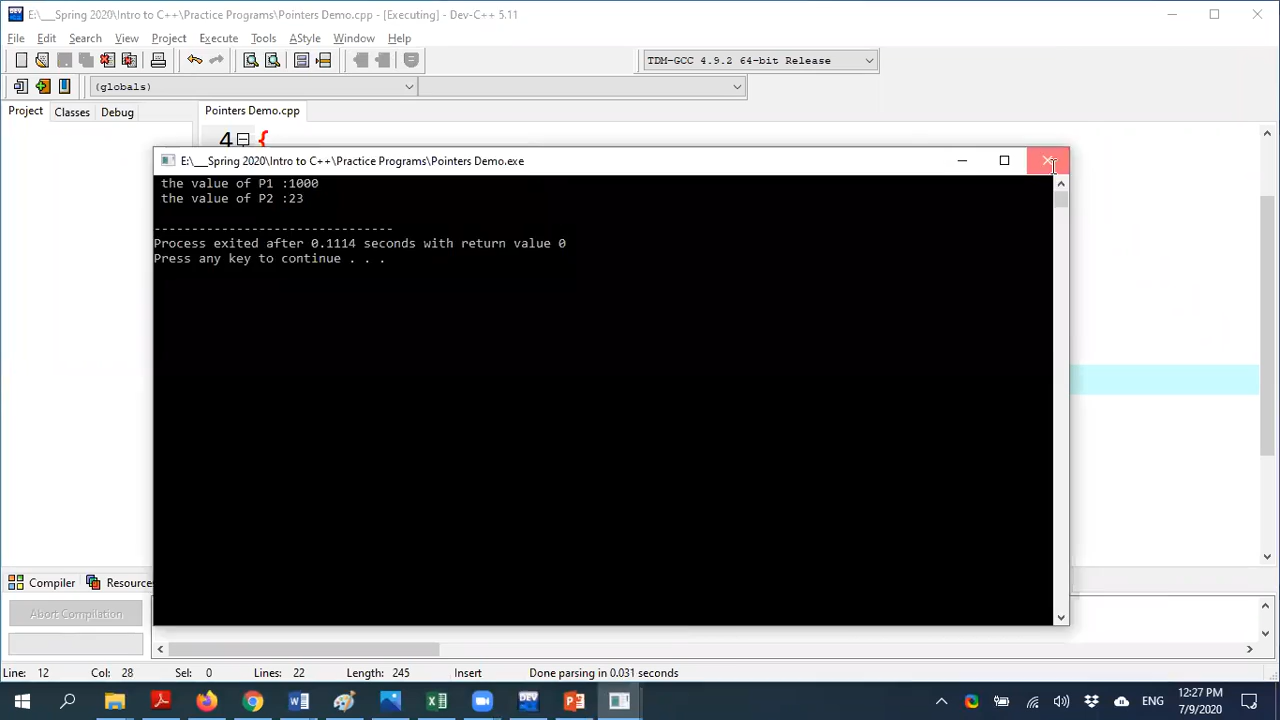 E:\___Spring 2020\Intro to C++\Practice Programs\Pointers Demo.cpp - [Executing] - Dev-C++ 5.11
File Edit Search View Project Execute Tools AStyle Window Help
TDM-GCC 4.9.2 64-bit Release
(globals)
Project Classes Debug Pointers Demo.cpp
4 {
E:\___Spring 2020\Intro to C++\Practice Programs\Pointers Demo.exe
the value of P1 :1000
the value of P2 :23
--------------------------------
Process exited after 0.1114 seconds with return value 0
Press any key to continue . . .
Compiler Resources
Abort Compilation
Line: 12 Col: 28 Sel: 0 Lines: 22 Length: 245 Insert Done parsing in 0.031 seconds
ENG 12:27 PM
7/9/2020